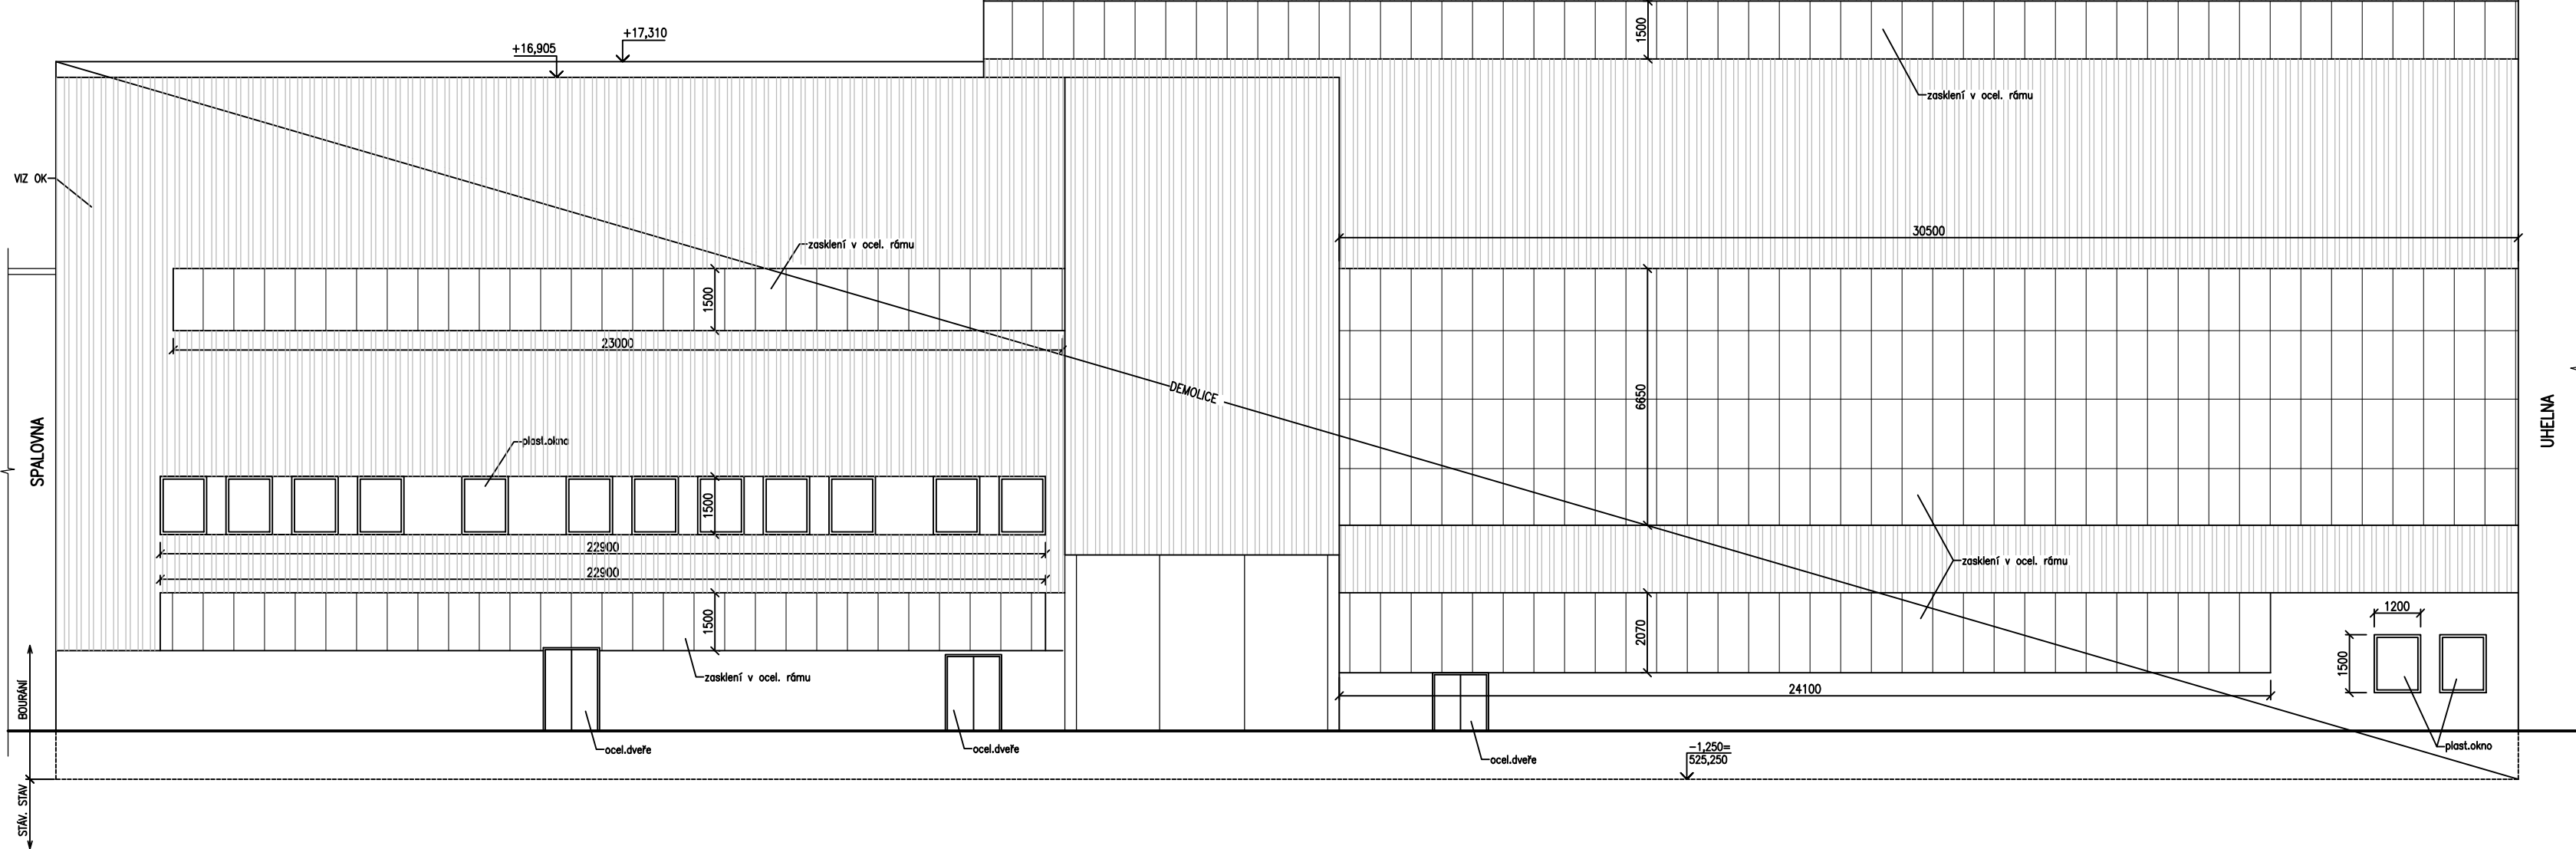 1500
+17,310
+16,905
zasklení v ocel. rámu
VIZ OK
30500
zasklení v ocel. rámu
1500
23000
DEMOLICE
6650
SPALOVNA
UHELNA
plast.okno
1500
22900
22900
zasklení v ocel. rámu
1500
2070
1200
1500
zasklení v ocel. rámu
24100
BOURÁNÍ
ocel.dveře
ocel.dveře
ocel.dveře
-1,250=
525,250
plast.okno
STÁV. STAV